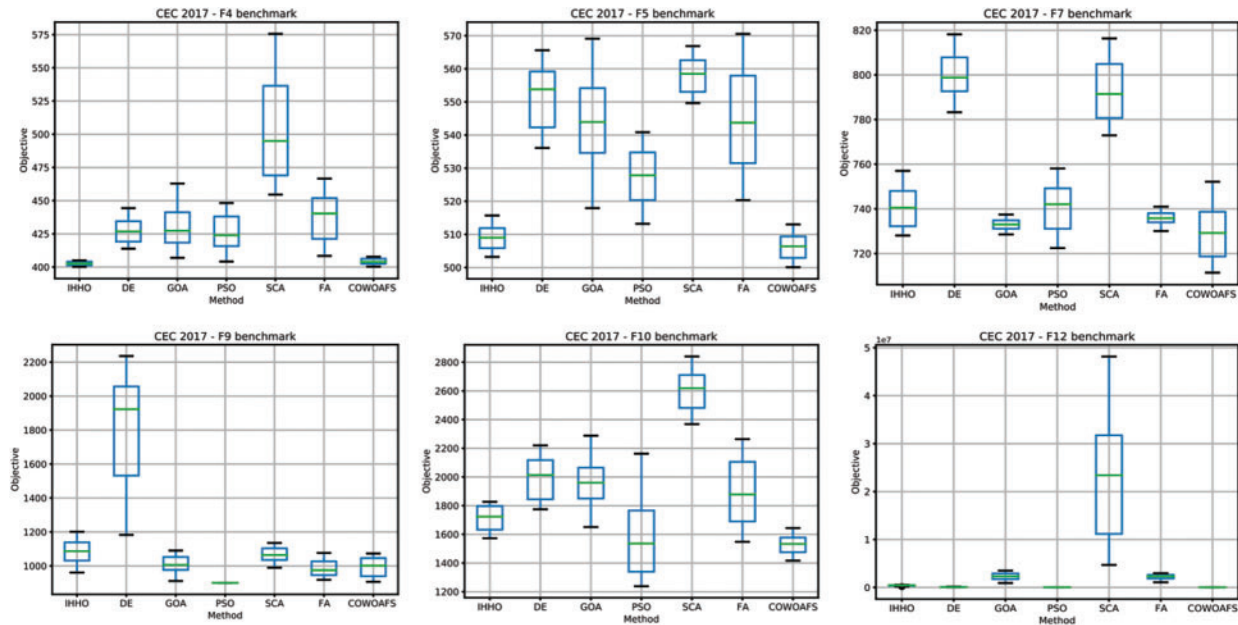 CEC 2017 - F4 benchmark
575
550
525
500
475
450
425
400
Objective
IHHO DE GOA PSO SCA FA COWOAFS
Method
CEC 2017 - F5 benchmark
570
560
550
540
530
520
510
500
Objective
IHHO DE GOA PSO SCA FA COWOAFS
Method
CEC 2017 - F7 benchmark
820
800
780
760
740
720
Objective
IHHO DE GOA PSO SCA FA COWOAFS
Method
CEC 2017 - F9 benchmark
2200
2000
1800
1600
1400
1200
1000
Objective
IHHO DE GOA PSO SCA FA COWOAFS
Method
CEC 2017 - F10 benchmark
2800
2600
2400
2200
2000
1800
1600
1400
1200
Objective
IHHO DE GOA PSO SCA FA COWOAFS
Method
CEC 2017 - F12 benchmark
1e7
5
4
3
2
1
0
Objective
IHHO DE GOA PSO SCA FA COWOAFS
Method